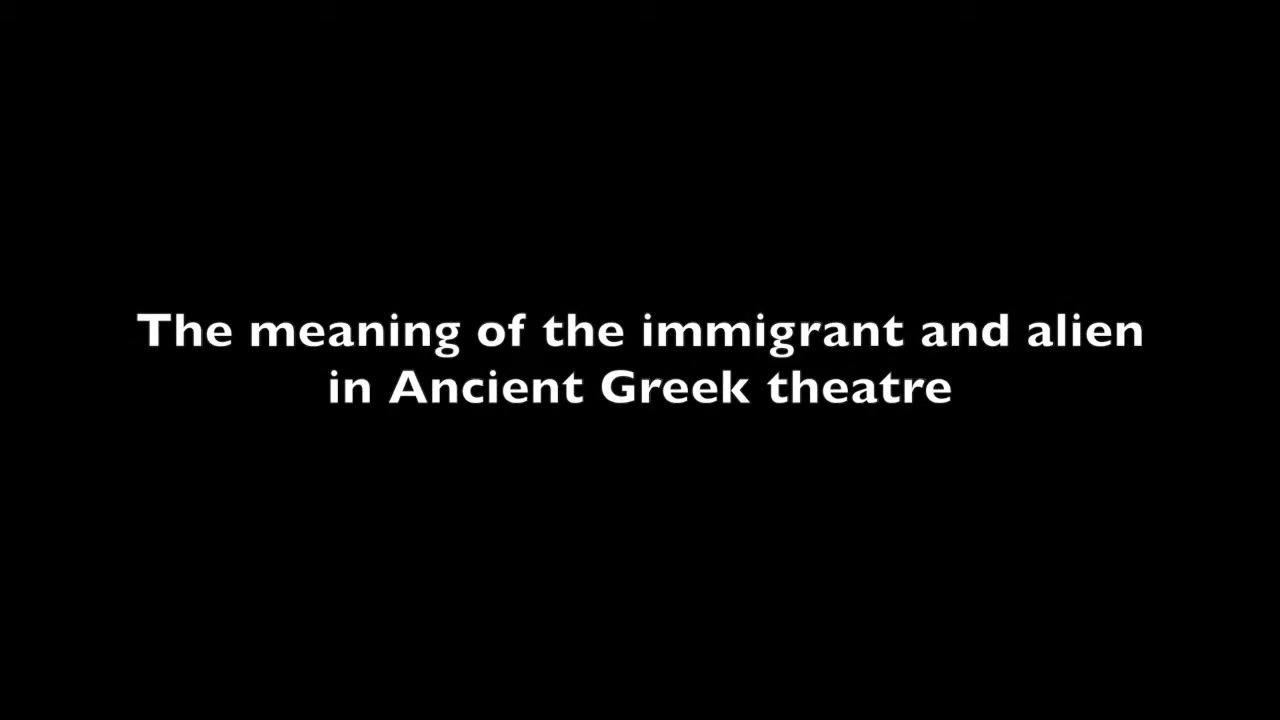 The meaning of the immigrant and alien
in Ancient Greek theatre